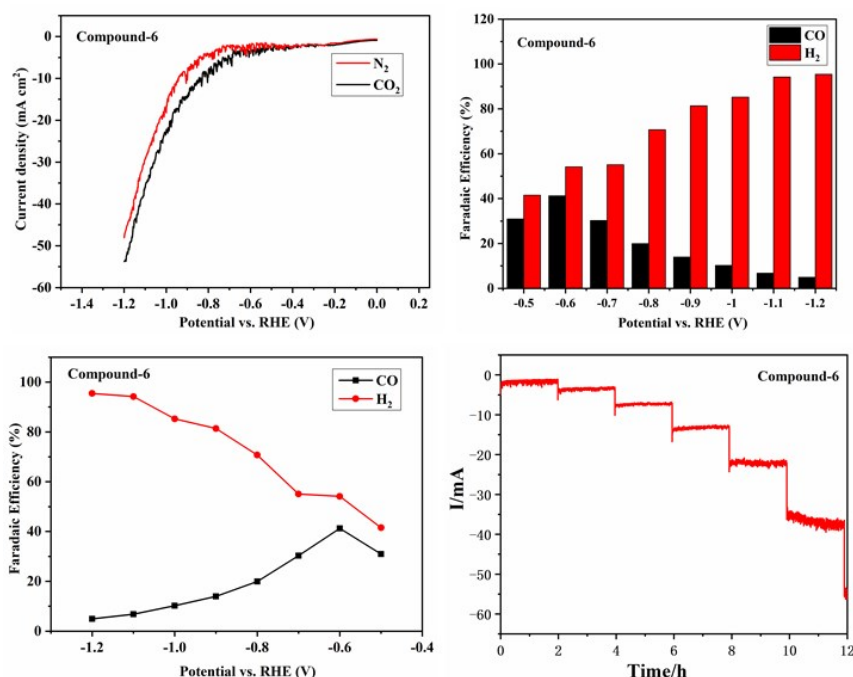 Compound-6
N2
CO2
0
-10
-20
-30
-40
-50
-60
-1.4 -1.2 -1.0 -0.8 -0.6 -0.4 -0.2 0.0 0.2
Current density (mA cm2)
Potential vs. RHE (V)
Compound-6
CO
H2
120
100
80
60
40
20
0
-0.5 -0.6 -0.7 -0.8 -0.9 -1 -1.1 -1.2
Faradaic Efficiency (%)
Potential vs. RHE (V)
Compound-6
CO
H2
100
80
60
40
20
0
-1.2 -1.0 -0.8 -0.6 -0.4
Faradaic Efficiency (%)
Potential vs. RHE (V)
Compound-6
0
-10
-20
-30
-40
-50
-60
0 2 4 6 8 10 12
I/mA
Time/h